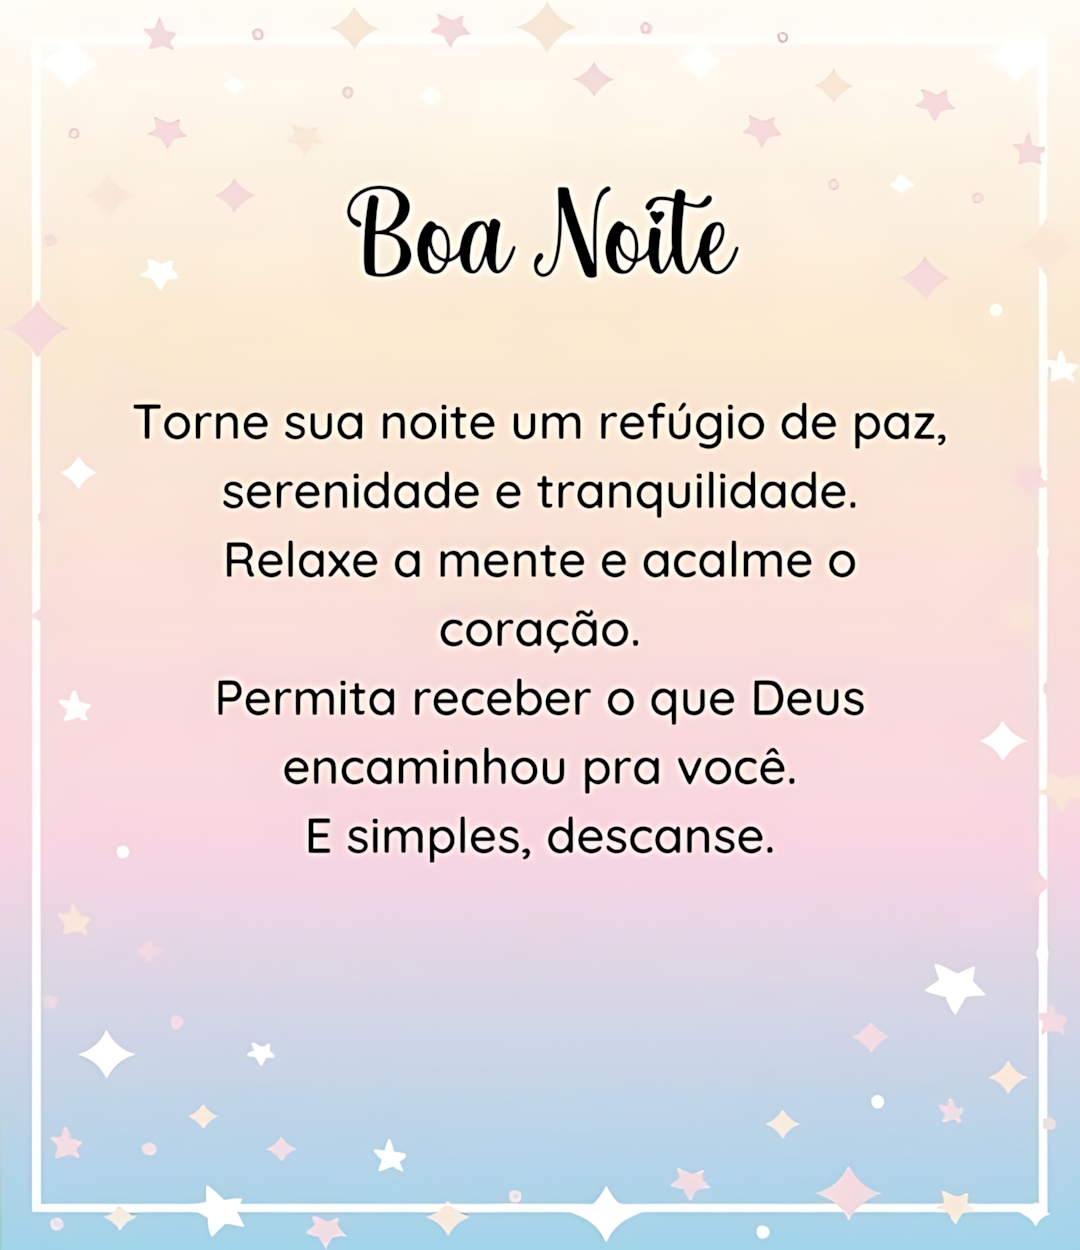 Boa Noite
Torne sua noite um refúgio de paz,
serenidade e tranquilidade.
Relaxe a mente e acalme o
coração.
Permita receber o que Deus
encaminhou pra você.
E simples, descanse.